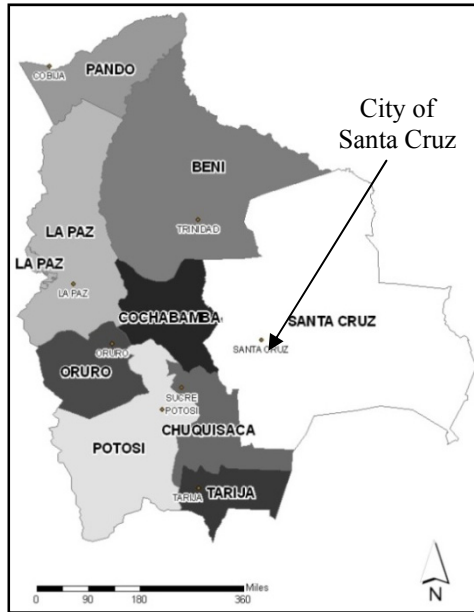 PANDO
COBIJA
City of
Santa Cruz
BENI
TRINIDAD
LA PAZ
LA PAZ
LA PAZ
COCHABAMBA
SANTA CRUZ
SANTA CRUZ
ORURO
ORURO
SUCRE
POTOSI
CHUQUISACA
POTOSI
TARIJA
TARIJA
Miles
0 90 180 360
N